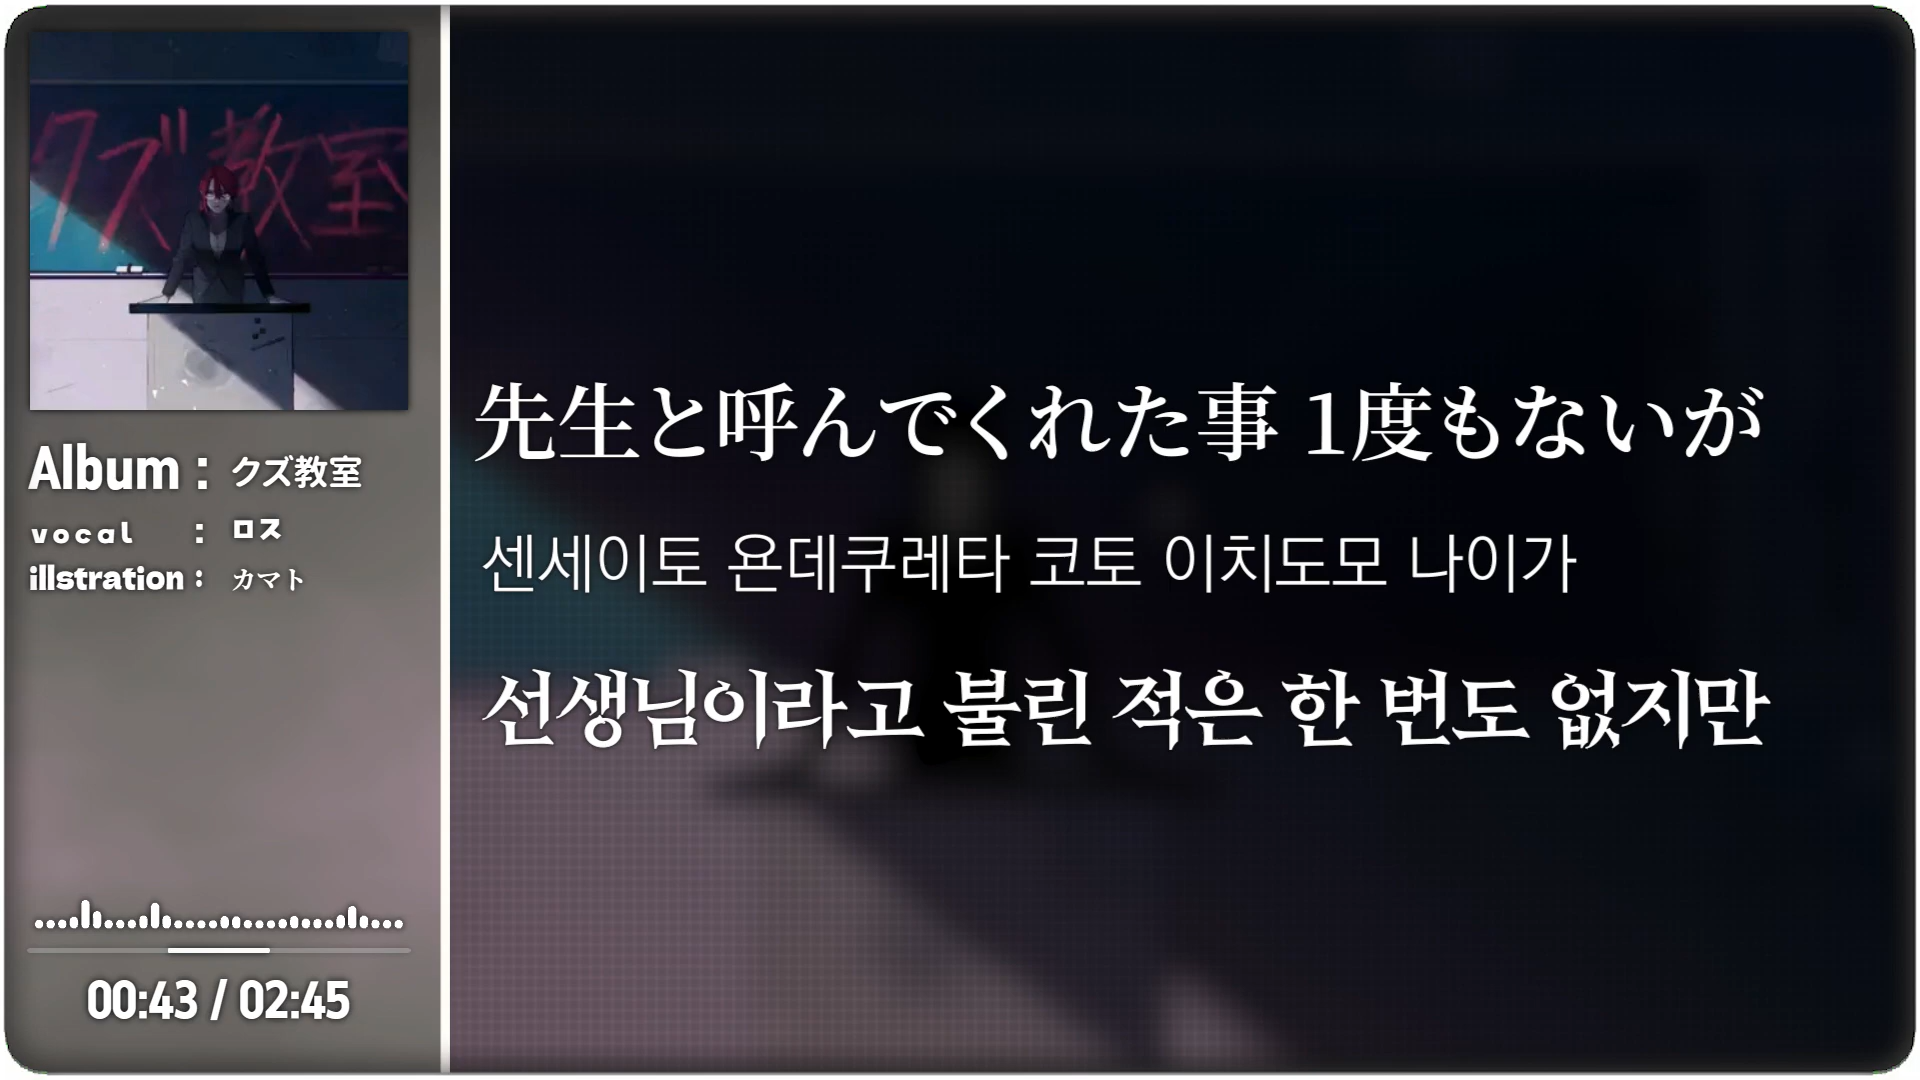 クズ教室
Album : クズ教室
vocal : ロス
illstration : カマト
00:43 / 02:45
先生と呼んでくれた事 1度もないが
센세이토 욘데쿠레타 코토 이치도모 나이가
선생님이라고 불린 적은 한 번도 없지만